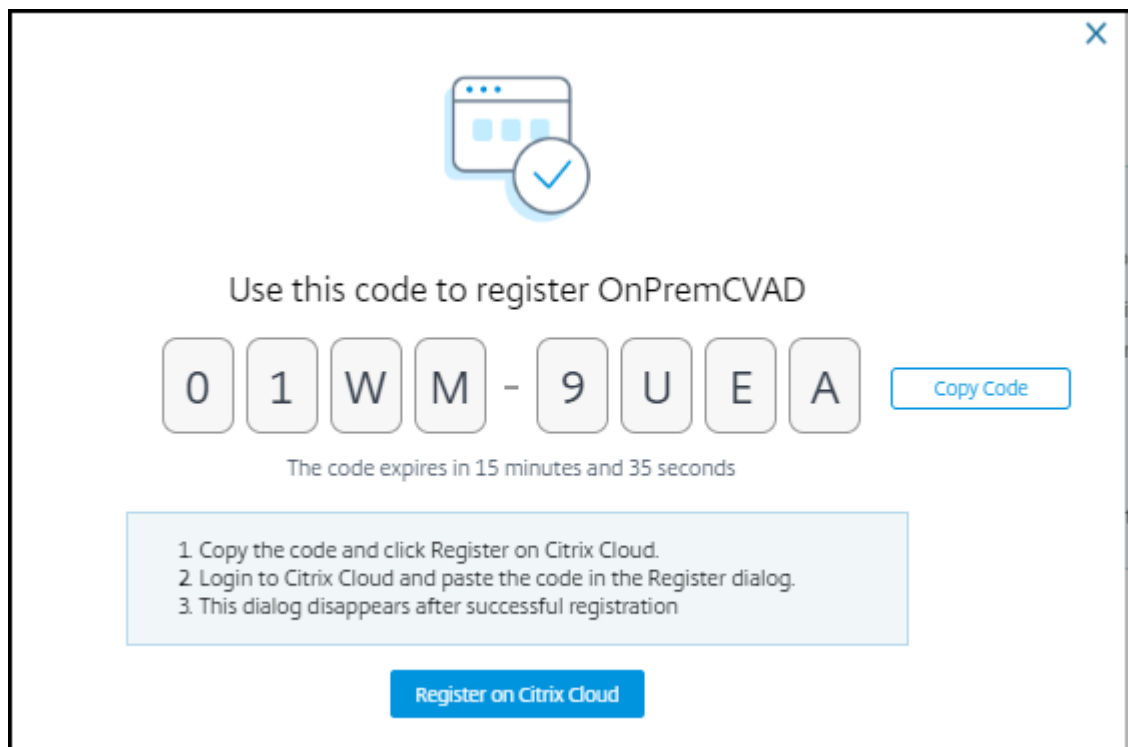 Use this code to register OnPremCVAD
0 1 W M - 9 U E A
Copy Code
The code expires in 15 minutes and 35 seconds
1. Copy the code and click Register on Citrix Cloud.
2. Login to Citrix Cloud and paste the code in the Register dialog.
3. This dialog disappears after successful registration
Register on Citrix Cloud